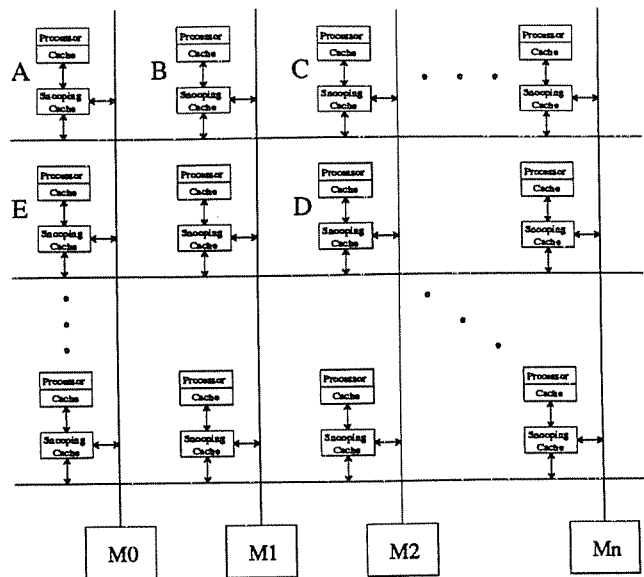 Processor Processor Processor Processor
Cache Cache Cache Cache
A B C
Snooping Snooping Snooping Snooping
Cache Cache Cache Cache
Processor Processor Processor Processor
Cache Cache Cache Cache
E D
Snooping Snooping Snooping Snooping
Cache Cache Cache Cache
Processor Processor Processor Processor
Cache Cache Cache Cache
Snooping Snooping Snooping Snooping
Cache Cache Cache Cache
M0 M1 M2 Mn